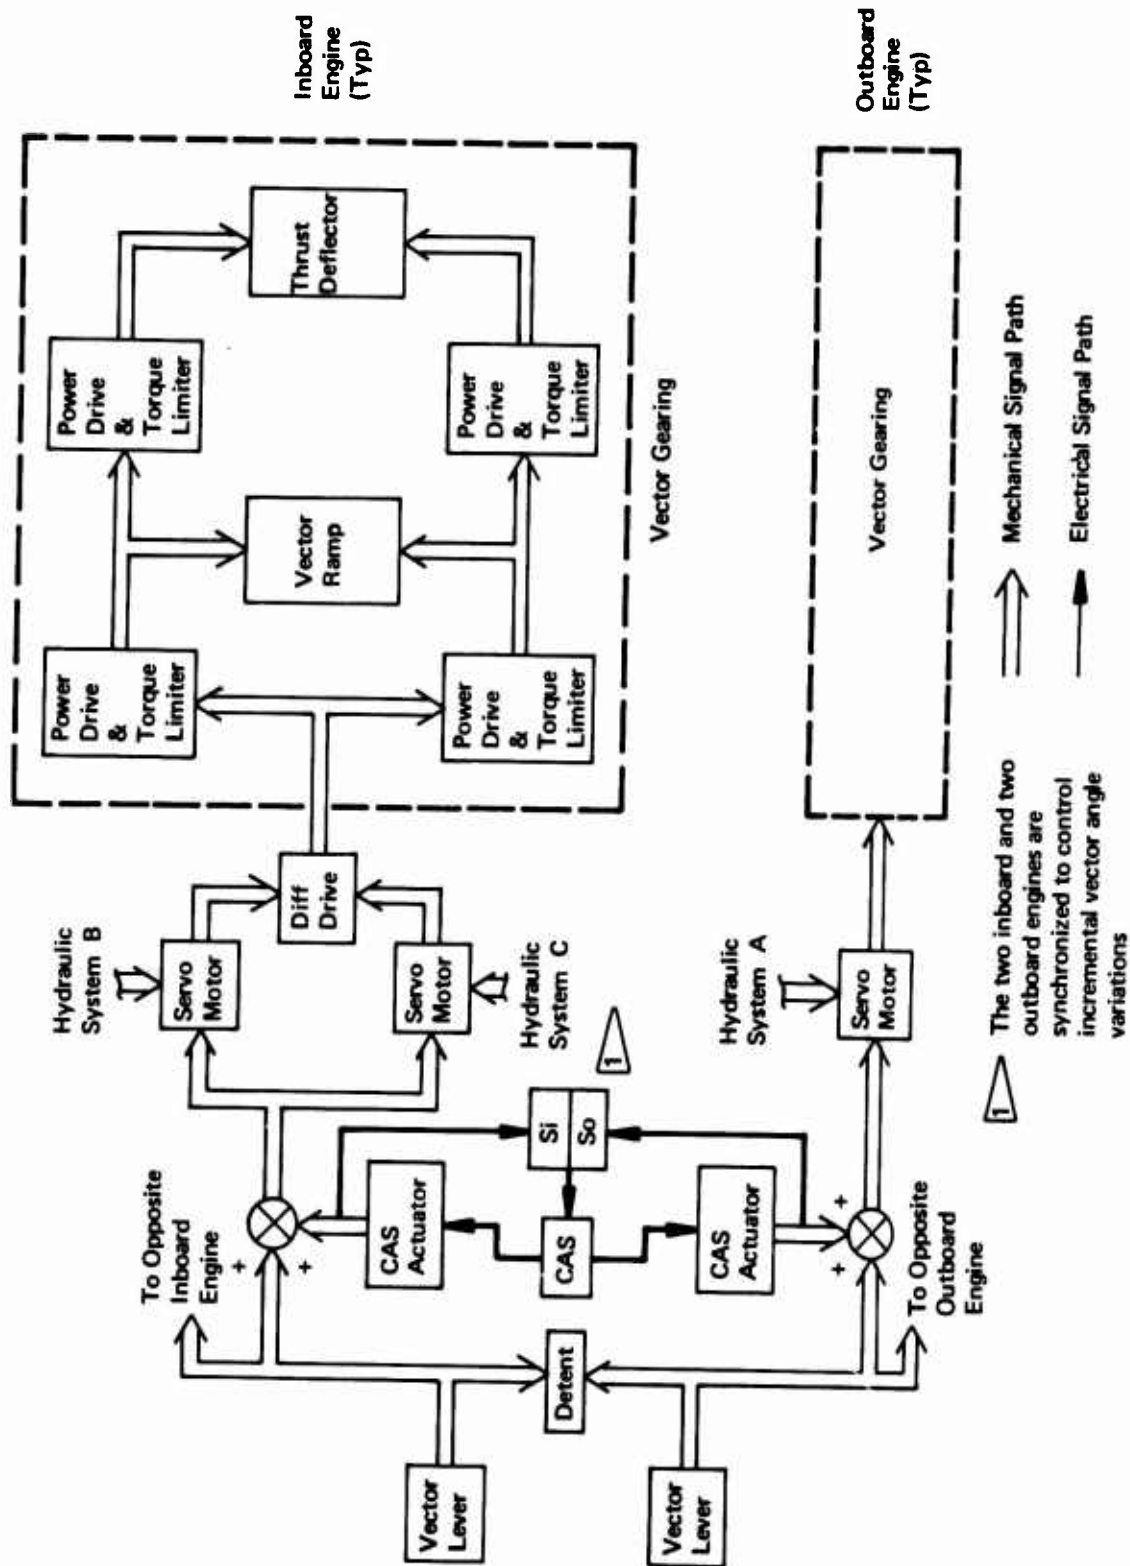 Vector
Lever
Vector
Lever
Detent
To Opposite
Inboard
Engine
+
+
CAS
Actuator
CAS
CAS
Actuator
Si
So
1
+
+
To Opposite
Outboard
Engine
Hydraulic
System B
Servo
Motor
Servo
Motor
Hydraulic
System C
Diff
Drive
Hydraulic
System A
Servo
Motor
Power
Drive
&
Torque
Limiter
Power
Drive
&
Torque
Limiter
Vector
Ramp
Power
Drive
&
Torque
Limiter
Power
Drive
&
Torque
Limiter
Thrust
Deflector
Vector Gearing
Inboard
Engine
(Typ)
Vector Gearing
Outboard
Engine
(Typ)
1 The two inboard and two
outboard engines are
synchronized to control
incremental vector angle
variations
Mechanical Signal Path
Electrical Signal Path